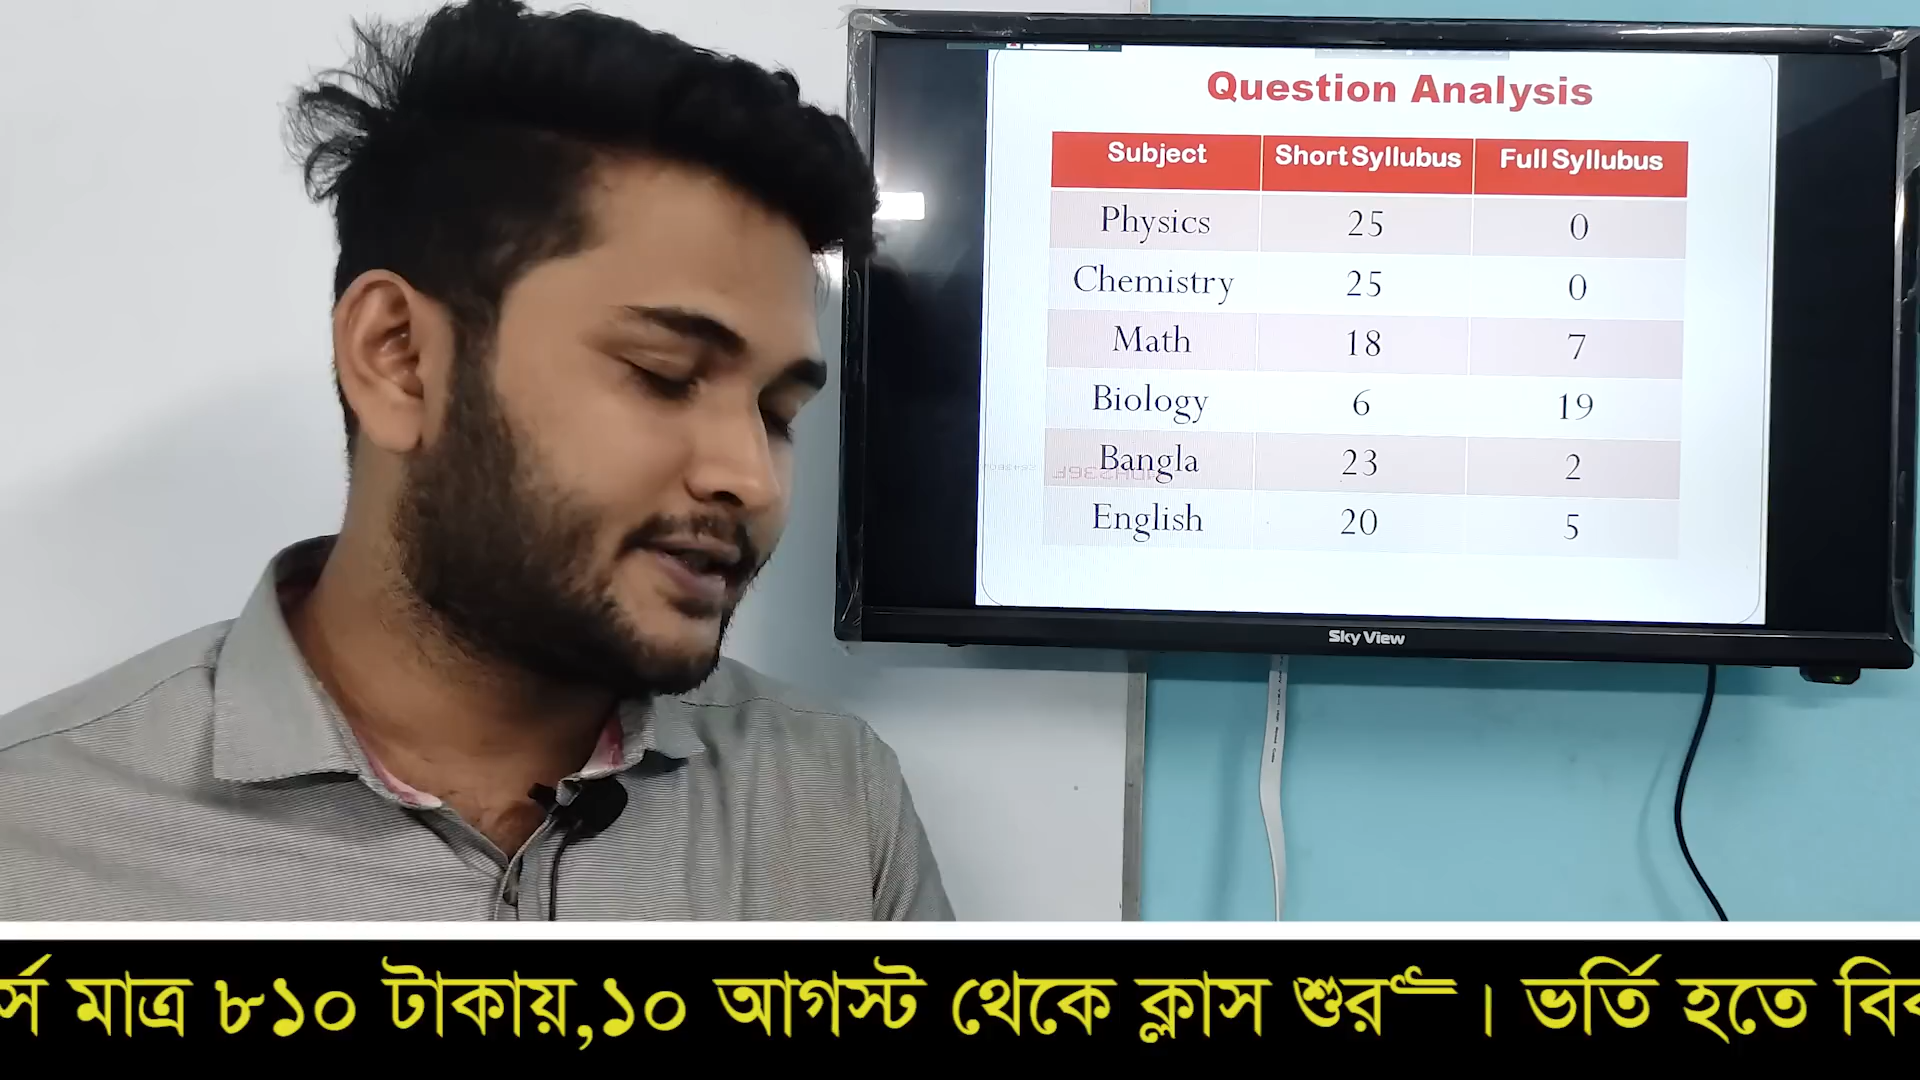 Question Analysis
Subject Short Syllubus Full Syllubus
Physics 25 0
Chemistry 25 0
Math 18 7
Biology 6 19
Bangla 23 2
English 20 5
Sky View
মাত্র ৮১০ টাকায়,১০ আগস্ট থেকে ক্লাস শুরু। ভর্তি হতে